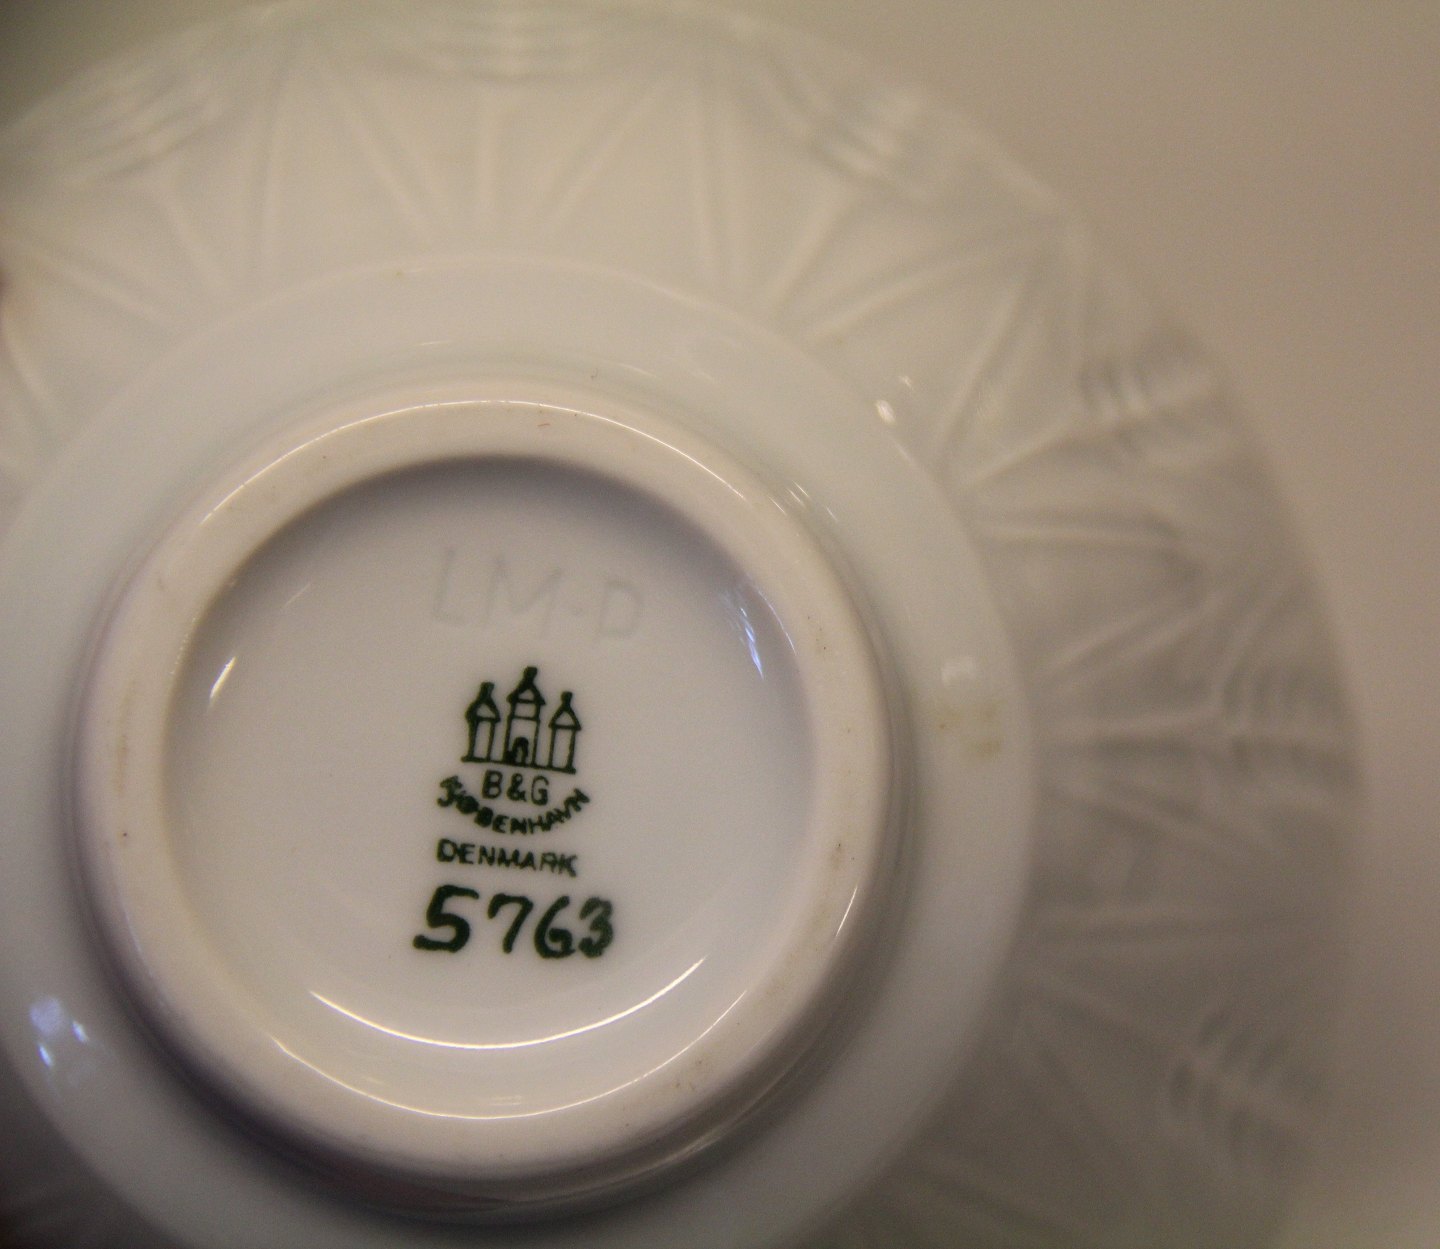 LM-D
B&G
KJØBENHAVN
DENMARK
5763